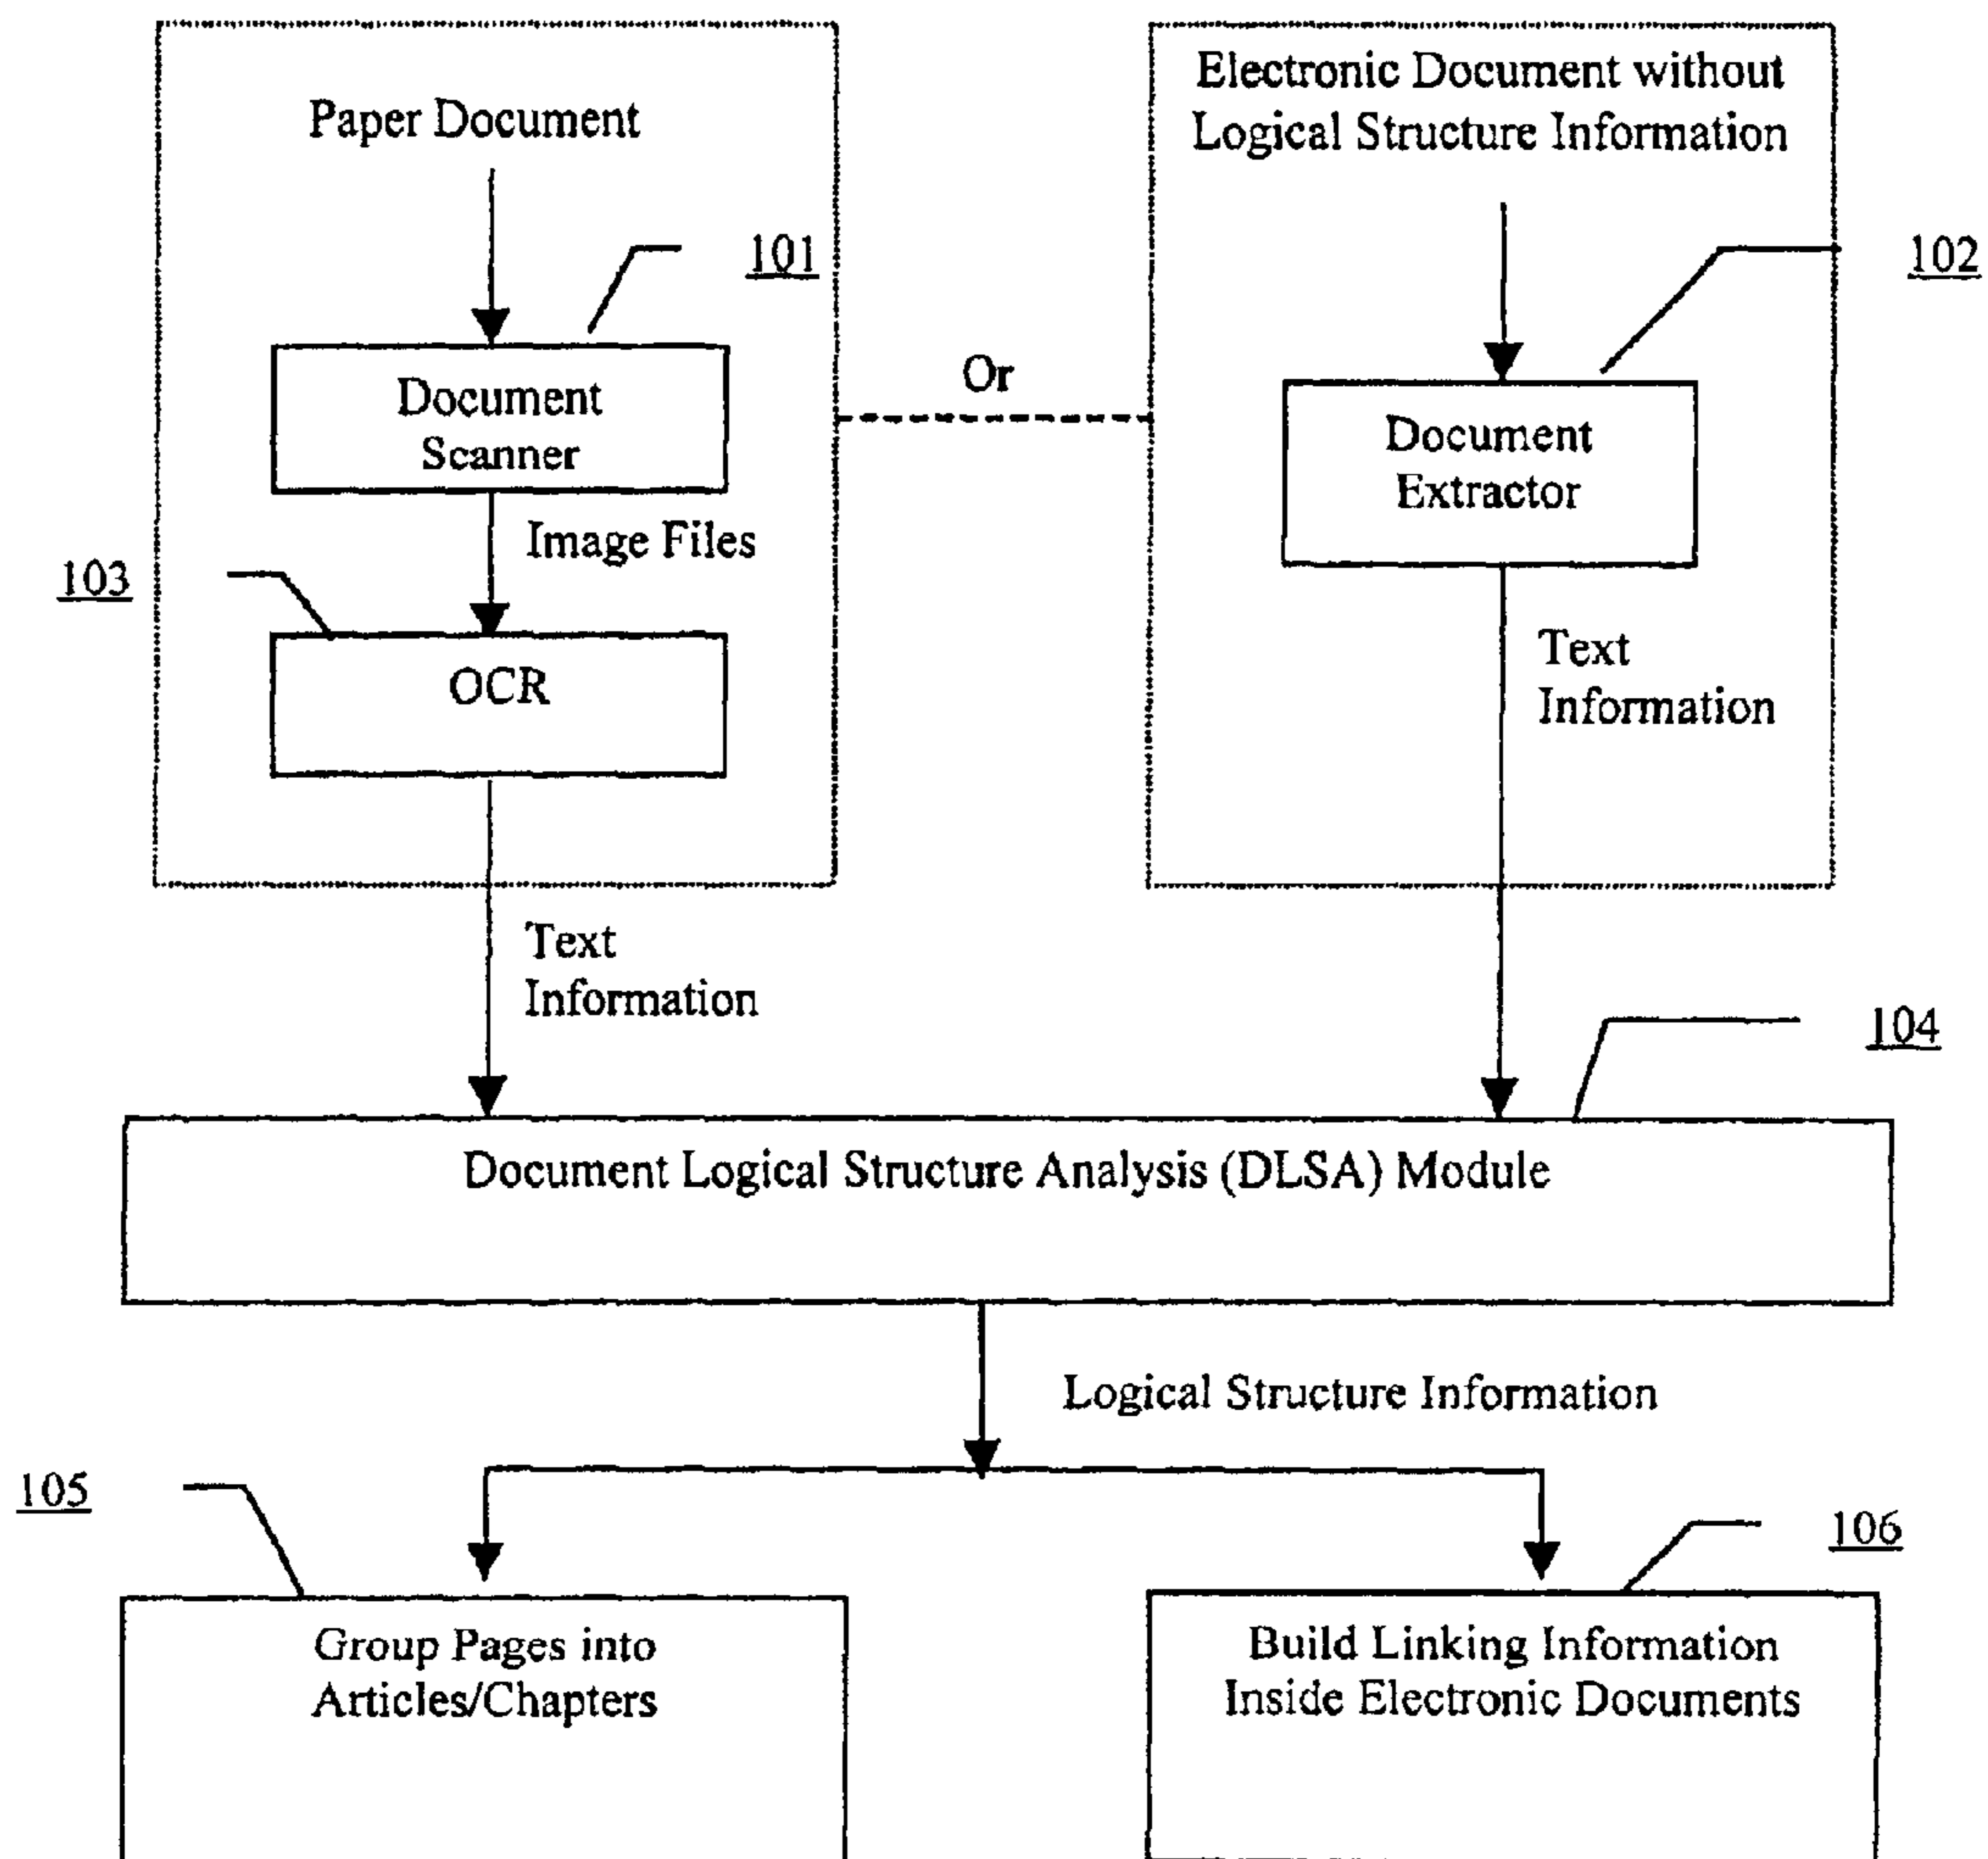 Paper Document
101
Document
Scanner
Image Files
103
OCR
Text
Information
Or
Electronic Document without
Logical Structure Information
102
Document
Extractor
Text
Information
104
Document Logical Structure Analysis (DLSA) Module
Logical Structure Information
105
Group Pages into
Articles/Chapters
106
Build Linking Information
Inside Electronic Documents